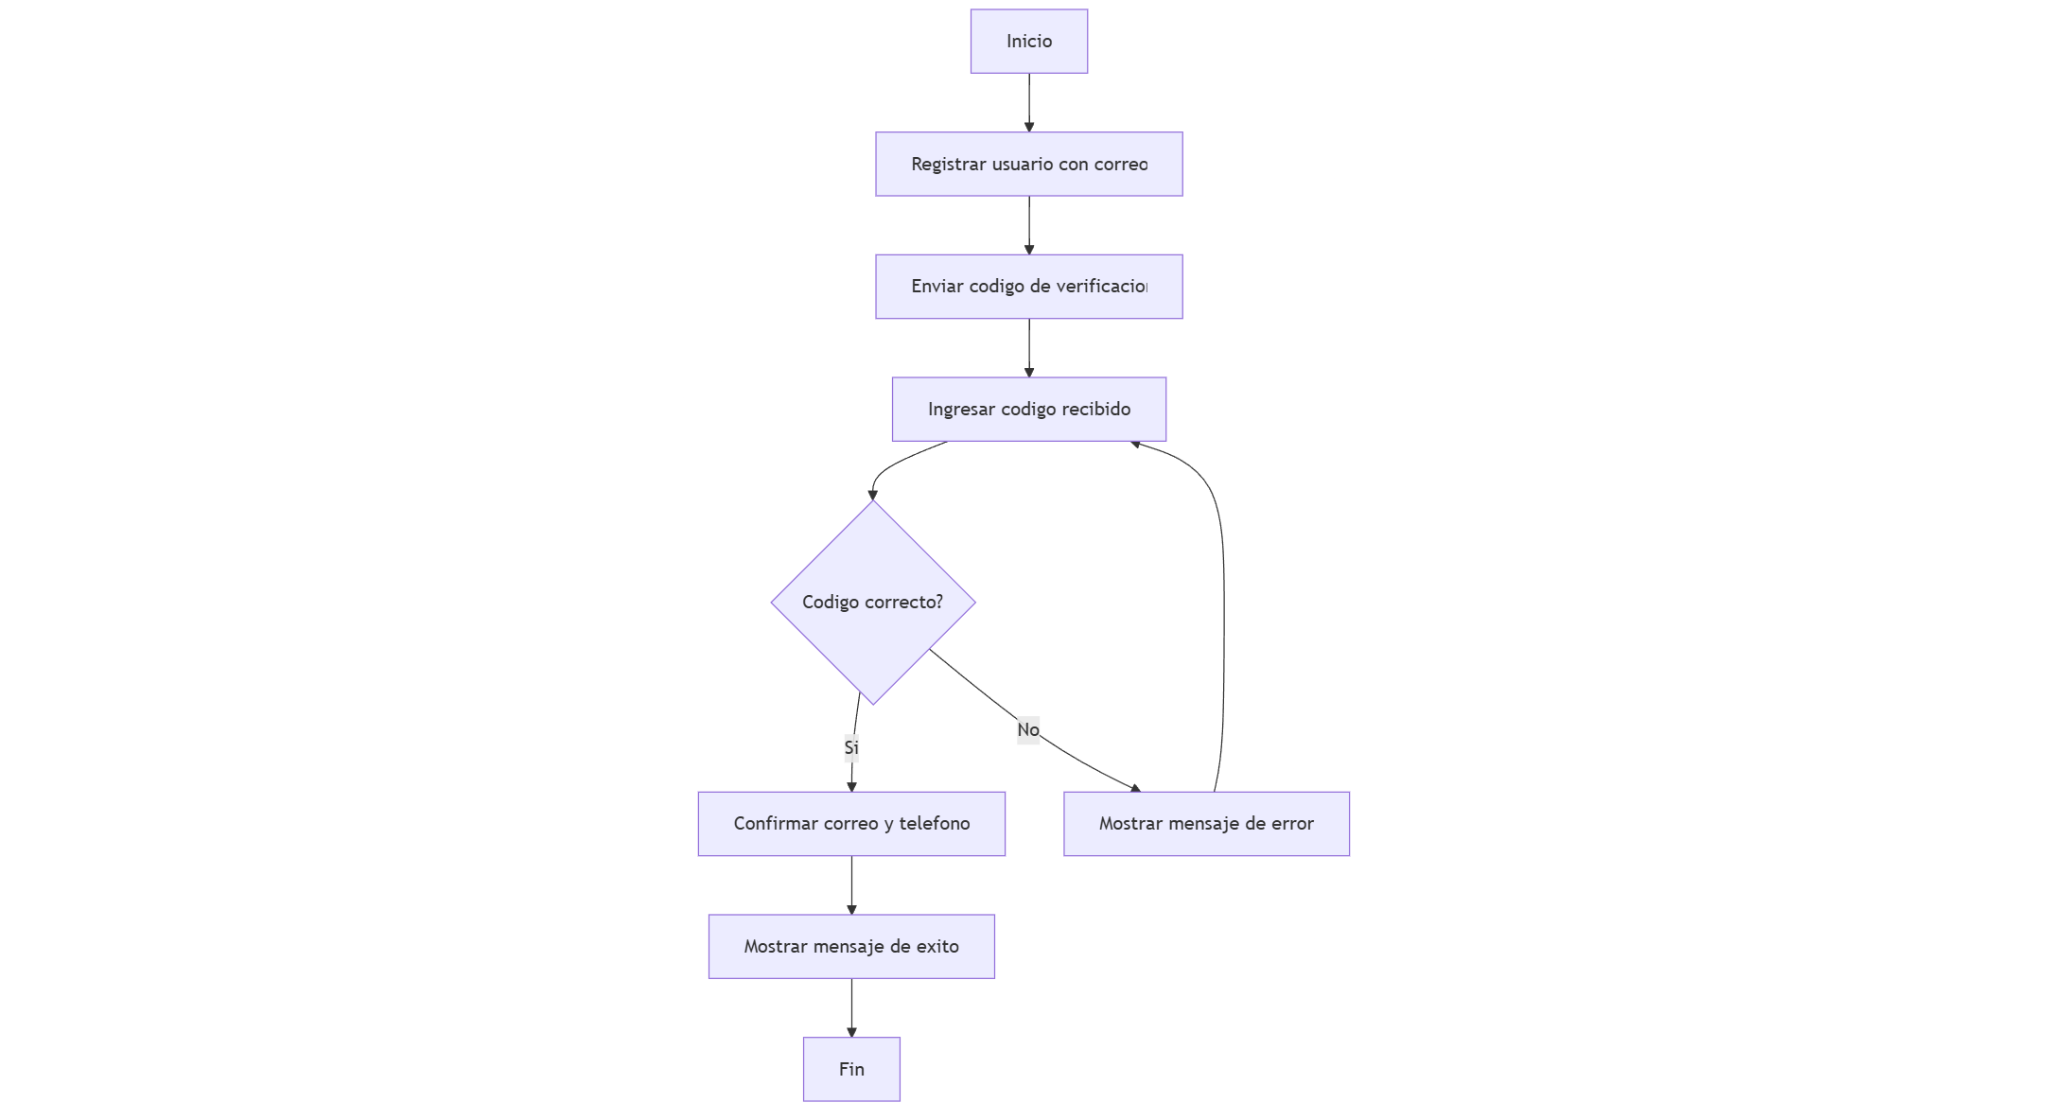 Inicio
Registrar usuario con correo
Enviar codigo de verificacion
Ingresar codigo recibido
Codigo correcto?
No
Si
Confirmar correo y telefono
Mostrar mensaje de error
Mostrar mensaje de exito
Fin